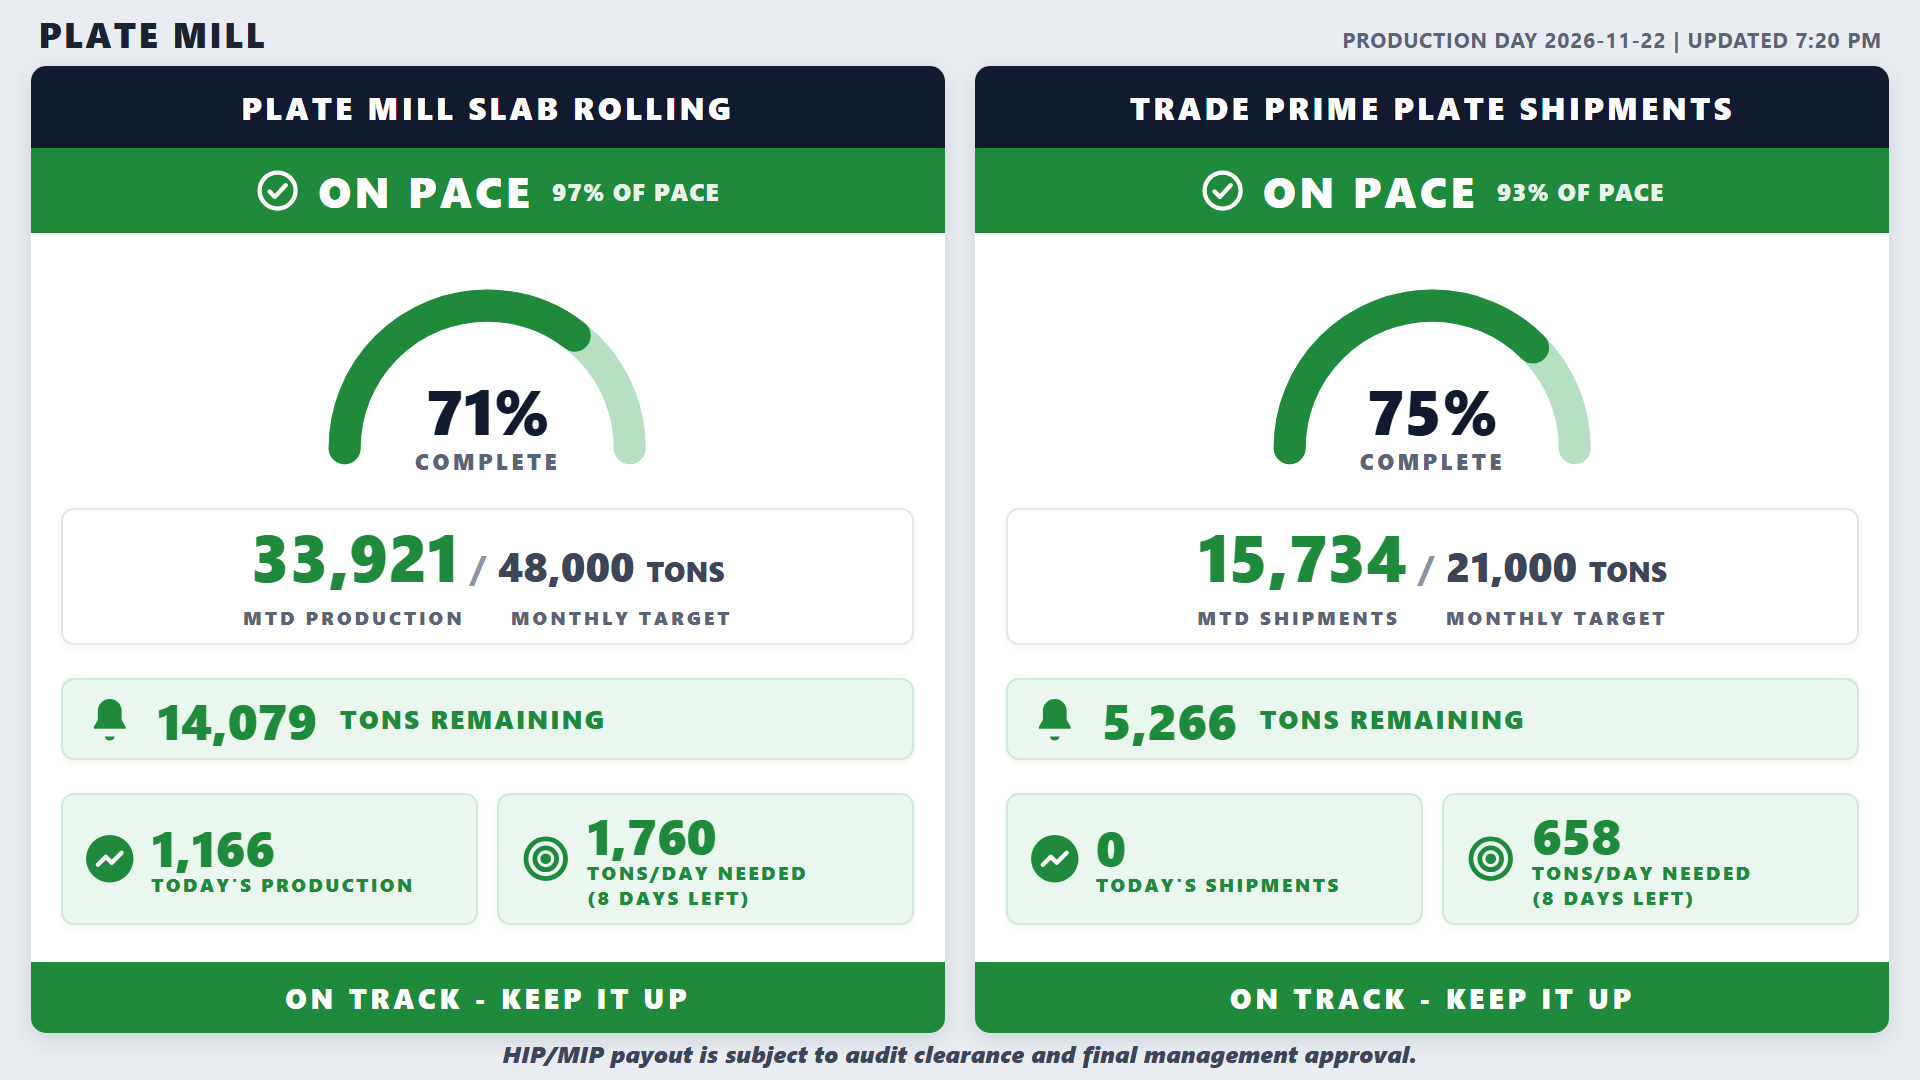 PLATE MILL
PRODUCTION DAY 2026-11-22 | UPDATED 7:20 PM
PLATE MILL SLAB ROLLING
ON PACE 97% OF PACE
71%
COMPLETE
33,921 / 48,000 TONS
MTD PRODUCTION MONTHLY TARGET
14,079 TONS REMAINING
1,166
TODAY'S PRODUCTION
1,760
TONS/DAY NEEDED
(8 DAYS LEFT)
ON TRACK - KEEP IT UP
TRADE PRIME PLATE SHIPMENTS
ON PACE 93% OF PACE
75%
COMPLETE
15,734 / 21,000 TONS
MTD SHIPMENTS MONTHLY TARGET
5,266 TONS REMAINING
0
TODAY'S SHIPMENTS
658
TONS/DAY NEEDED
(8 DAYS LEFT)
ON TRACK - KEEP IT UP
HIP/MIP payout is subject to audit clearance and final management approval.